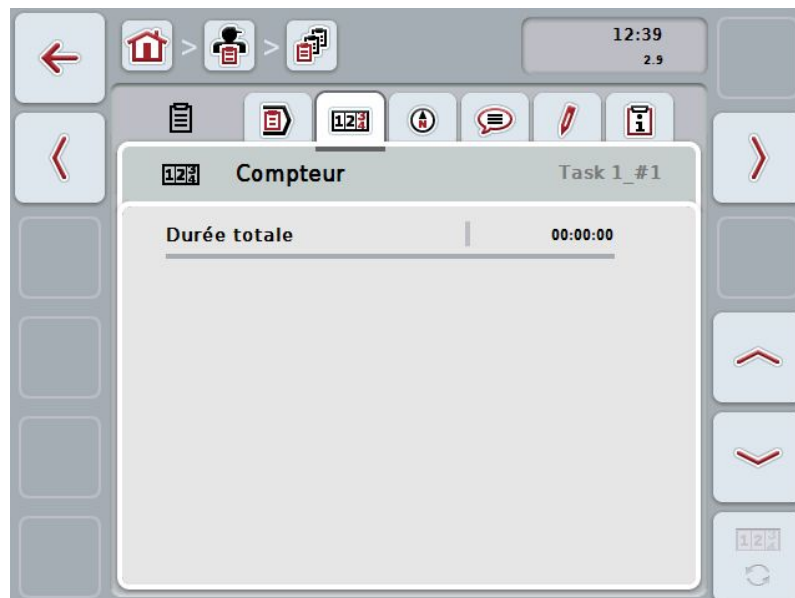 12:39
2.9
Compteur
Task 1_#1
Durée totale
00:00:00